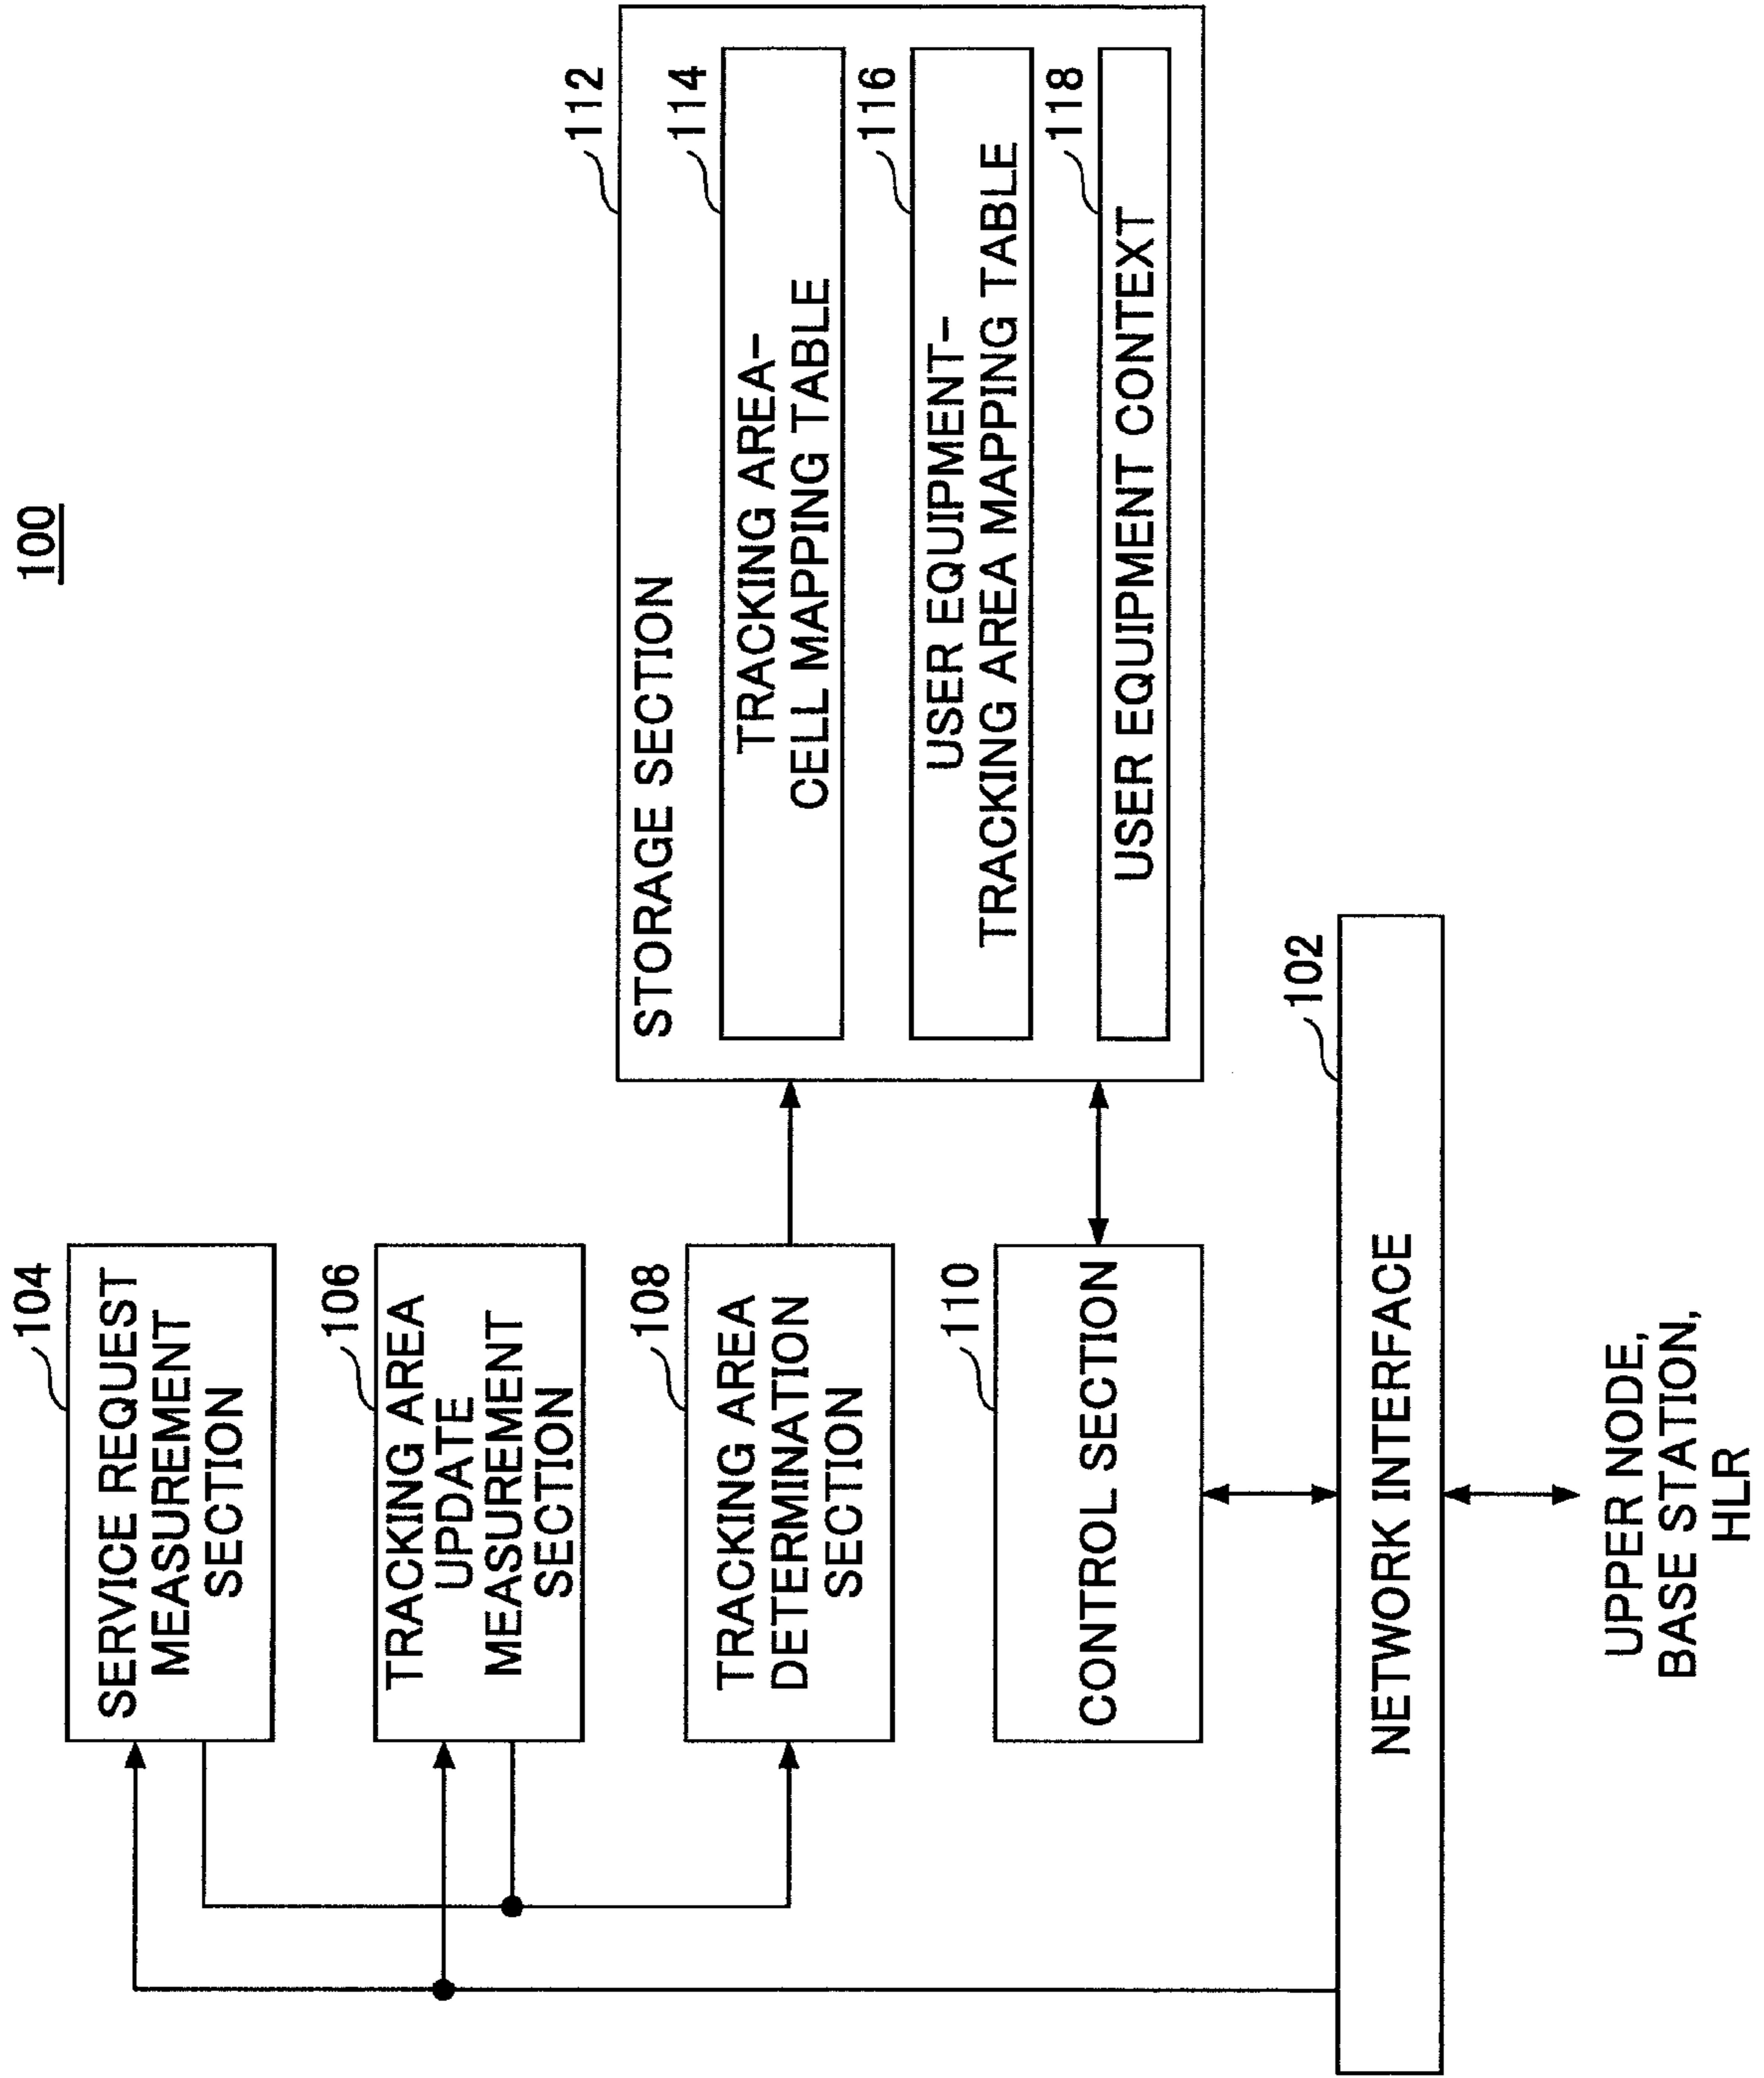 100
104
SERVICE REQUEST
MEASUREMENT
SECTION
106
TRACKING AREA
UPDATE
MEASUREMENT
SECTION
108
TRACKING AREA
DETERMINATION
SECTION
110
CONTROL SECTION
112
STORAGE SECTION
114
TRACKING AREA-
CELL MAPPING TABLE
116
USER EQUIPMENT-
TRACKING AREA MAPPING TABLE
118
USER EQUIPMENT CONTEXT
102
NETWORK INTERFACE
UPPER NODE,
BASE STATION,
HLR